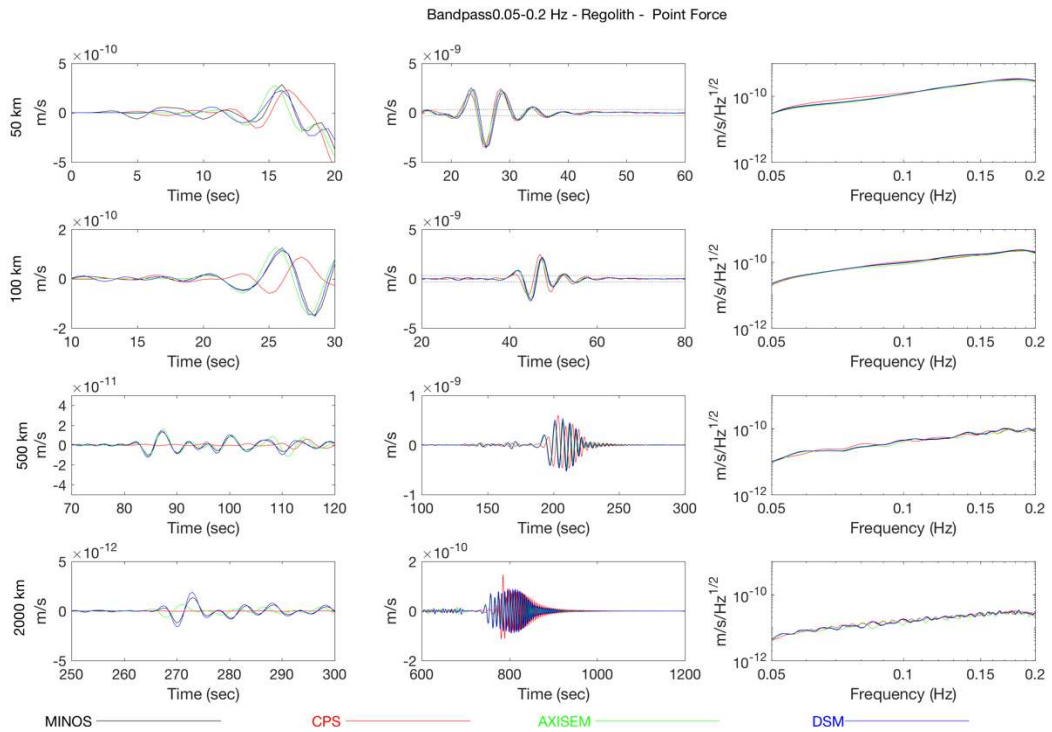 Bandpass0.05-0.2 Hz - Regolith - Point Force
50 km
m/s
×10^-10
5
0
-5
0 5 10 15 20
Time (sec)
m/s
×10^-9
5
0
-5
20 30 40 50 60
Time (sec)
m/s/Hz^1/2
10^-10
10^-12
0.05 0.1 0.15 0.2
Frequency (Hz)
100 km
m/s
×10^-10
2
0
-2
10 15 20 25 30
Time (sec)
m/s
×10^-9
5
0
-5
20 40 60 80
Time (sec)
m/s/Hz^1/2
10^-10
10^-12
0.05 0.1 0.15 0.2
Frequency (Hz)
500 km
m/s
×10^-11
4
2
0
-2
-4
70 80 90 100 110 120
Time (sec)
m/s
×10^-9
1
0
-1
100 200 300
Time (sec)
m/s/Hz^1/2
10^-10
10^-12
0.05 0.1 0.15 0.2
Frequency (Hz)
2000 km
m/s
×10^-12
5
0
-5
250 260 270 280 290 300
Time (sec)
m/s
×10^-10
2
0
-2
600 800 1000 1200
Time (sec)
m/s/Hz^1/2
10^-10
10^-12
0.05 0.1 0.15 0.2
Frequency (Hz)
MINOS CPS AXISEM DSM